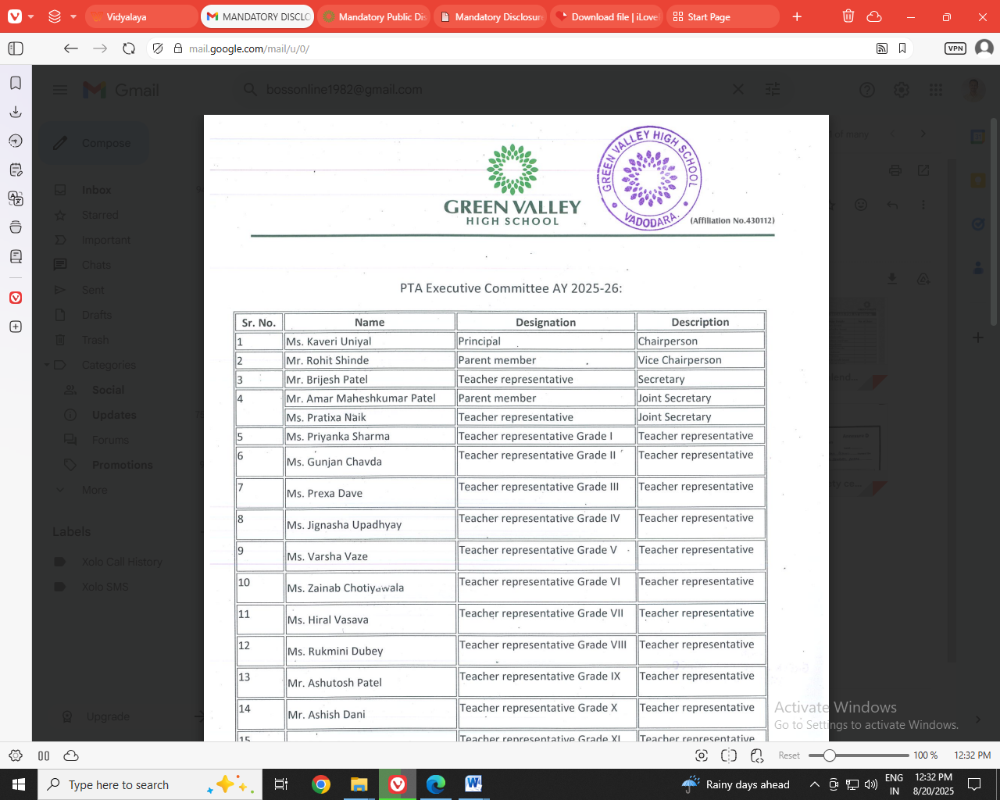 Vidyalaya
MANDATORY DISCLO
Mandatory Public Dis
Mandatory Disclosure
Download file | iLove
Start Page
mail.google.com/mail/u/0/
VPN
Gmail
bossonline1982@gmail.com
Compose
of many
Inbox
Starred
Important
Chats
Sent
Drafts
Trash
Categories
Social
Updates
Forums
Promotions
More
Labels
Xolo Call History
Xolo SMS
Upgrade
GREEN VALLEY
HIGH SCHOOL
GREEN VALLEY HIGH SCHOOL
VADODARA.
(Affiliation No.430112)
PTA Executive Committee AY 2025-26:
Sr. No. Name Designation Description
1 Ms. Kaveri Uniyal Principal Chairperson
2 Mr. Rohit Shinde Parent member Vice Chairperson
3 Mr. Brijesh Patel Teacher representative Secretary
4 Mr. Amar Maheshkumar Patel Parent member Joint Secretary
Ms. Pratixa Naik Teacher representative Joint Secretary
5 Ms. Priyanka Sharma Teacher representative Grade I Teacher representative
6 Ms. Gunjan Chavda Teacher representative Grade II Teacher representative
7 Ms. Prexa Dave Teacher representative Grade III Teacher representative
8 Ms. Jignasha Upadhyay Teacher representative Grade IV Teacher representative
9 Ms. Varsha Vaze Teacher representative Grade V Teacher representative
10 Ms. Zainab Chotiyawala Teacher representative Grade VI Teacher representative
11 Ms. Hiral Vasava Teacher representative Grade VII Teacher representative
12 Ms. Rukmini Dubey Teacher representative Grade VIII Teacher representative
13 Mr. Ashutosh Patel Teacher representative Grade IX Teacher representative
14 Mr. Ashish Dani Teacher representative Grade X Teacher representative
15 Teacher representative Grade XI Teacher representative
Activate Windows
Go to Settings to activate Windows.
Reset
100 %
12:32 PM
Type here to search
Rainy days ahead
ENG
IN
12:32 PM
8/20/2025